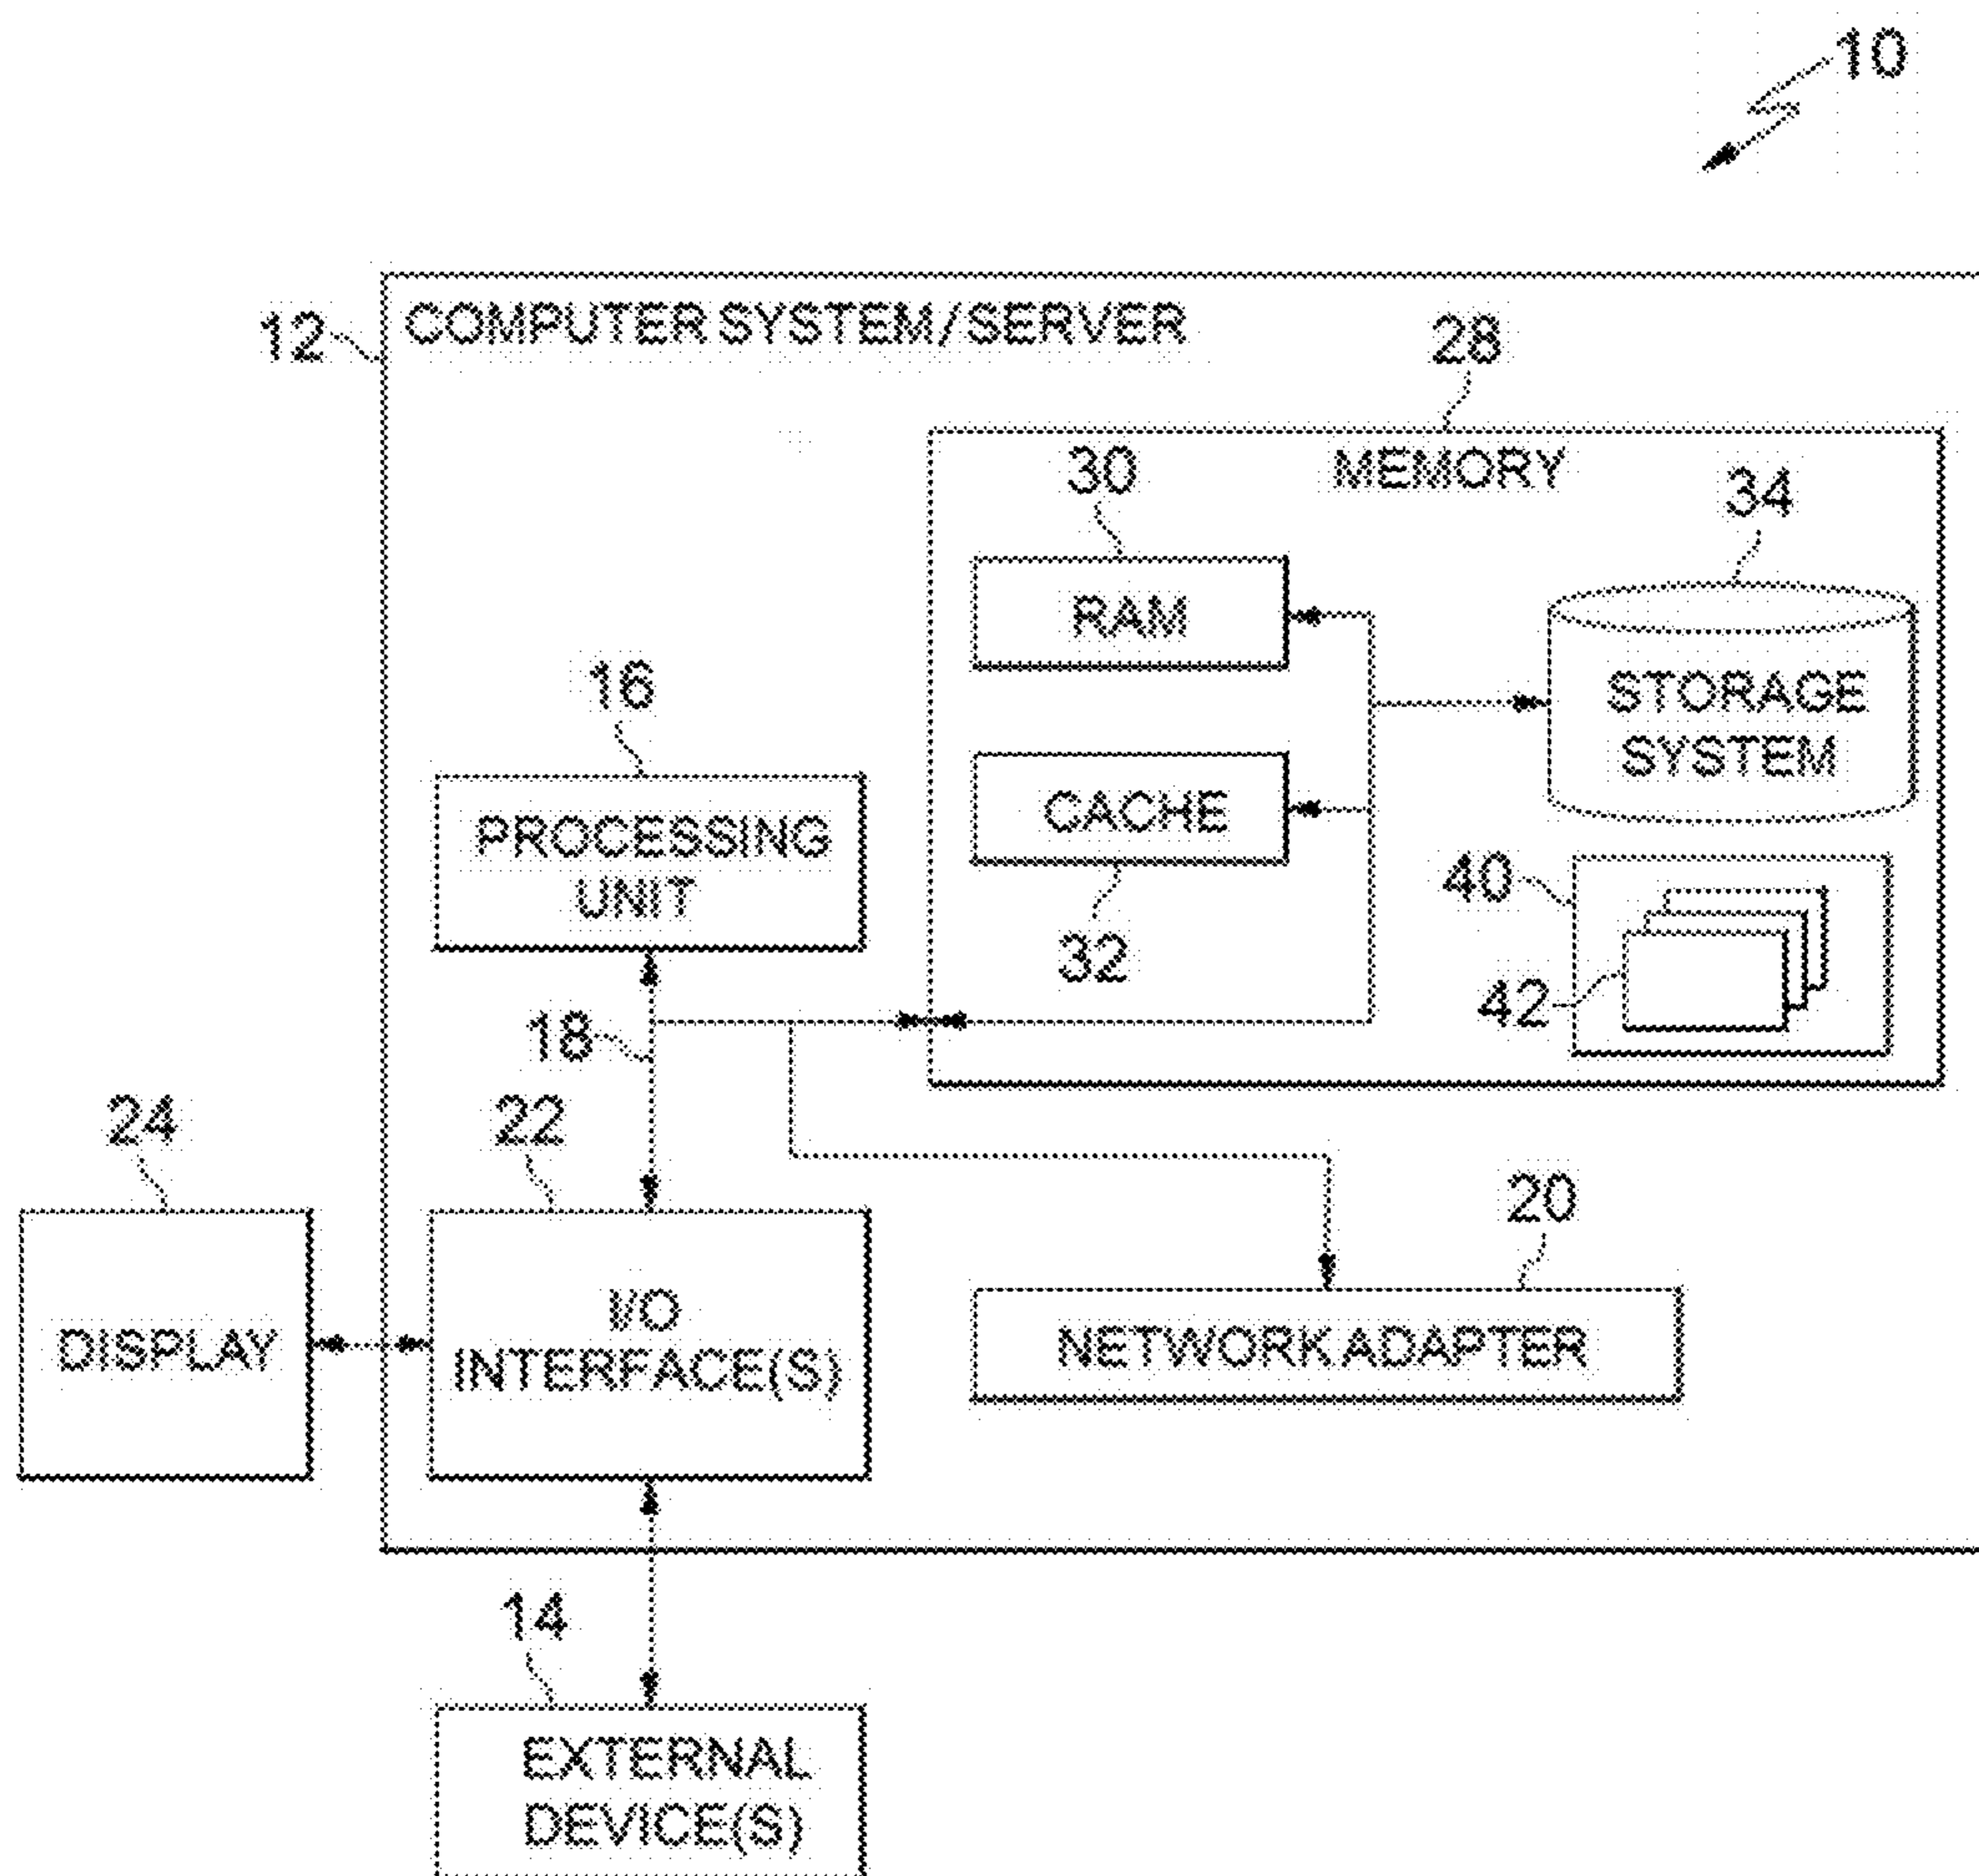 10
12
COMPUTER SYSTEM / SERVER
28
MEMORY
30
34
RAM
16
STORAGE
SYSTEM
CACHE
PROCESSING
UNIT
40
32
42
18
24
22
20
DISPLAY
I/O
INTERFACE(S)
NETWORK ADAPTER
14
EXTERNAL
DEVICE(S)